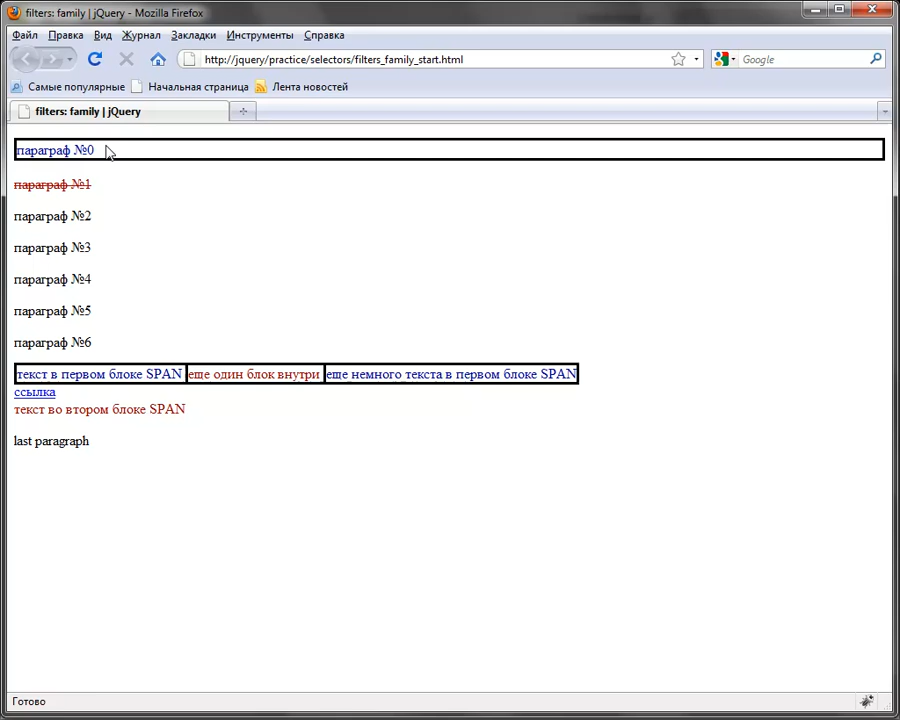 filters: family | jQuery - Mozilla Firefox
Файл Правка Вид Журнал Закладки Инструменты Справка
http://jquery/practice/selectors/filters_family_start.html Google
Самые популярные Начальная страница Лента новостей
filters: family | jQuery
параграф №0
параграф №1
параграф №2
параграф №3
параграф №4
параграф №5
параграф №6
текст в первом блоке SPAN еще один блок внутри еще немного текста в первом блоке SPAN
ссылка
текст во втором блоке SPAN
last paragraph
Готово